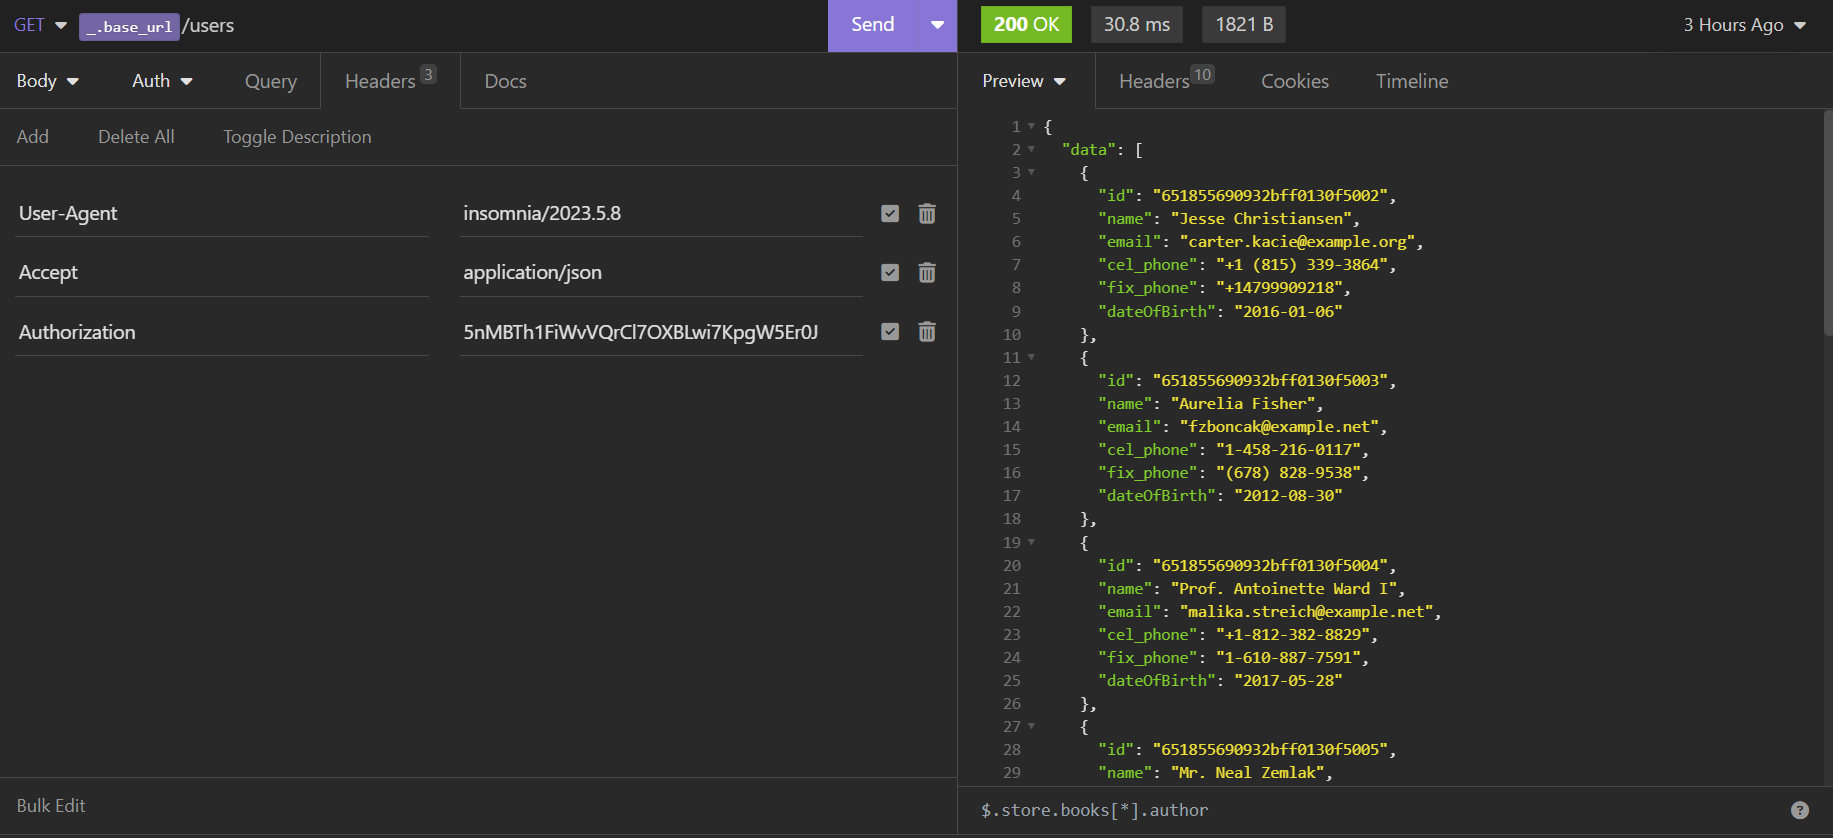 GET _.base_url /users Send
200 OK 30.8 ms 1821 B 3 Hours Ago
Body Auth Query Headers 3 Docs
Add Delete All Toggle Description
User-Agent insomnia/2023.5.8
Accept application/json
Authorization 5nMBTh1FiWvVQrCl7OXBLwi7KpgW5Er0J
Bulk Edit
Preview Headers 10 Cookies Timeline
1 {
2 "data": [
3 {
4 "id": "651855690932bff0130f5002",
5 "name": "Jesse Christiansen",
6 "email": "carter.kacie@example.org",
7 "cel_phone": "+1 (815) 339-3864",
8 "fix_phone": "+14799909218",
9 "dateOfBirth": "2016-01-06"
10 },
11 {
12 "id": "651855690932bff0130f5003",
13 "name": "Aurelia Fisher",
14 "email": "fzboncak@example.net",
15 "cel_phone": "1-458-216-0117",
16 "fix_phone": "(678) 828-9538",
17 "dateOfBirth": "2012-08-30"
18 },
19 {
20 "id": "651855690932bff0130f5004",
21 "name": "Prof. Antoinette Ward I",
22 "email": "malika.streich@example.net",
23 "cel_phone": "+1-812-382-8829",
24 "fix_phone": "1-610-887-7591",
25 "dateOfBirth": "2017-05-28"
26 },
27 {
28 "id": "651855690932bff0130f5005",
29 "name": "Mr. Neal Zemlak",
$.store.books[*].author